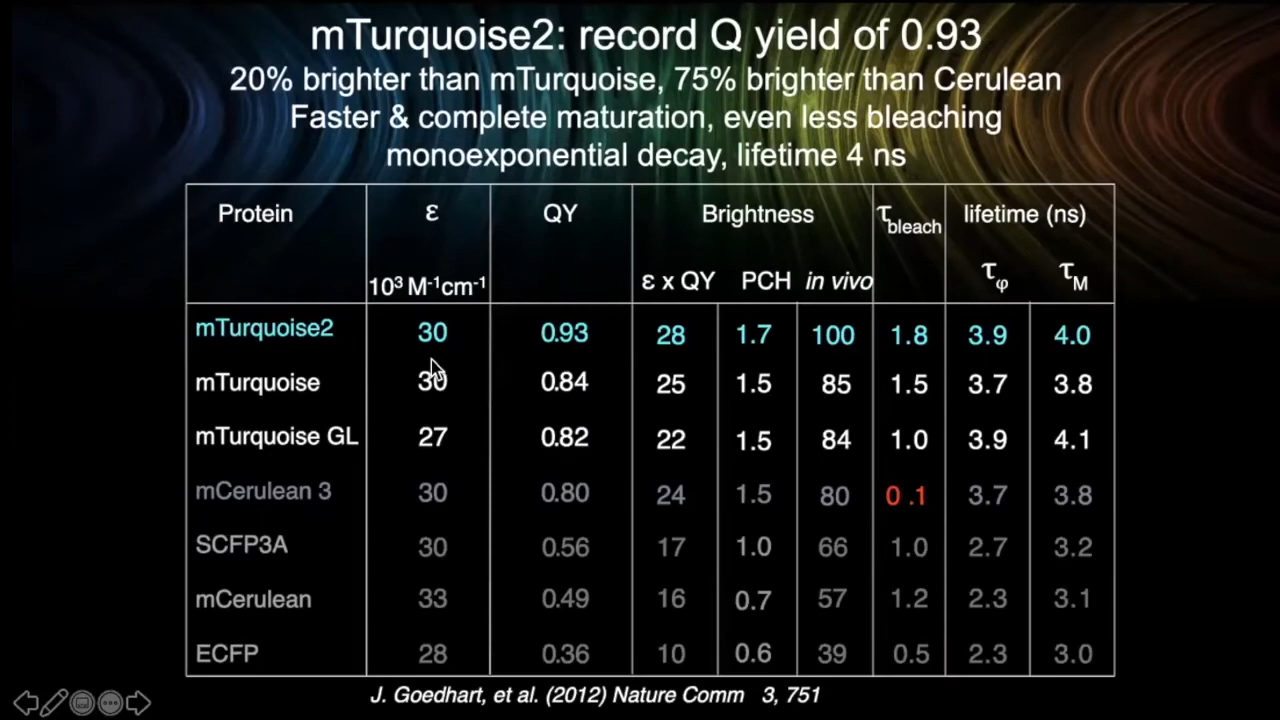 mTurquoise2: record Q yield of 0.93
20% brighter than mTurquoise, 75% brighter than Cerulean
Faster & complete maturation, even less bleaching
monoexponential decay, lifetime 4 ns
Protein ε QY Brightness τbleach lifetime (ns)
10³ M⁻¹cm⁻¹ ε x QY PCH in vivo τφ τM
mTurquoise2 30 0.93 28 1.7 100 1.8 3.9 4.0
mTurquoise 30 0.84 25 1.5 85 1.5 3.7 3.8
mTurquoise GL 27 0.82 22 1.5 84 1.0 3.9 4.1
mCerulean 3 30 0.80 24 1.5 80 0 .1 3.7 3.8
SCFP3A 30 0.56 17 1.0 66 1.0 2.7 3.2
mCerulean 33 0.49 16 0.7 57 1.2 2.3 3.1
ECFP 28 0.36 10 0.6 39 0.5 2.3 3.0
J. Goedhart, et al. (2012) Nature Comm 3, 751